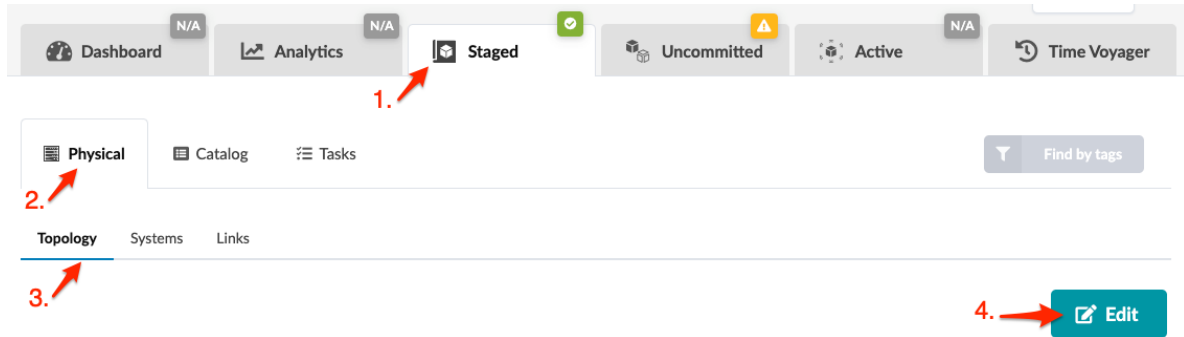 N/A N/A N/A
Dashboard Analytics Staged Uncommitted Active Time Voyager
1.
Physical Catalog Tasks Find by tags
2.
Topology Systems Links
3.
4. Edit